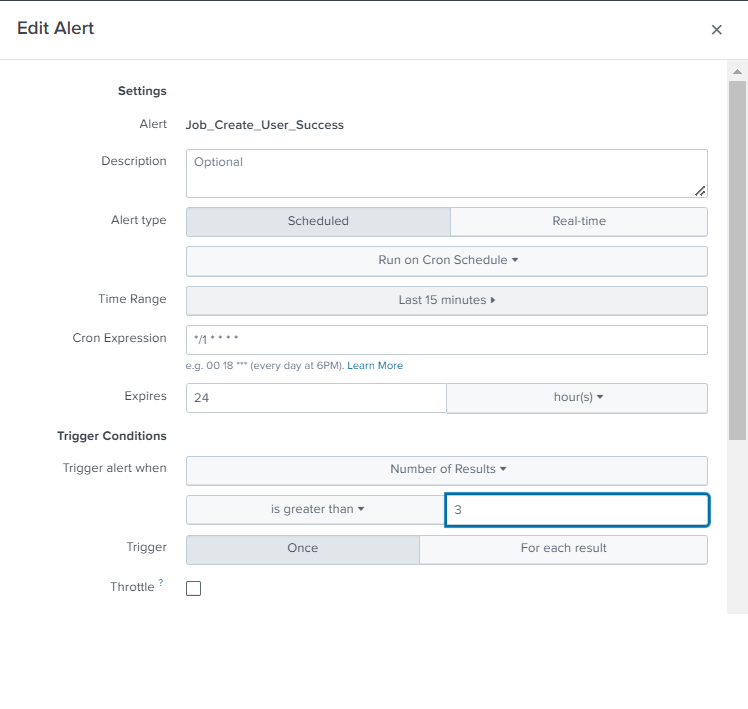 Edit Alert
×
Settings
Alert Job_Create_User_Success
Description Optional
Alert type Scheduled Real-time
Run on Cron Schedule
Time Range Last 15 minutes
Cron Expression */1 * * * *
e.g. 00 18 *** (every day at 6PM). Learn More
Expires 24 hour(s)
Trigger Conditions
Trigger alert when Number of Results
is greater than 3
Trigger Once For each result
Throttle ?